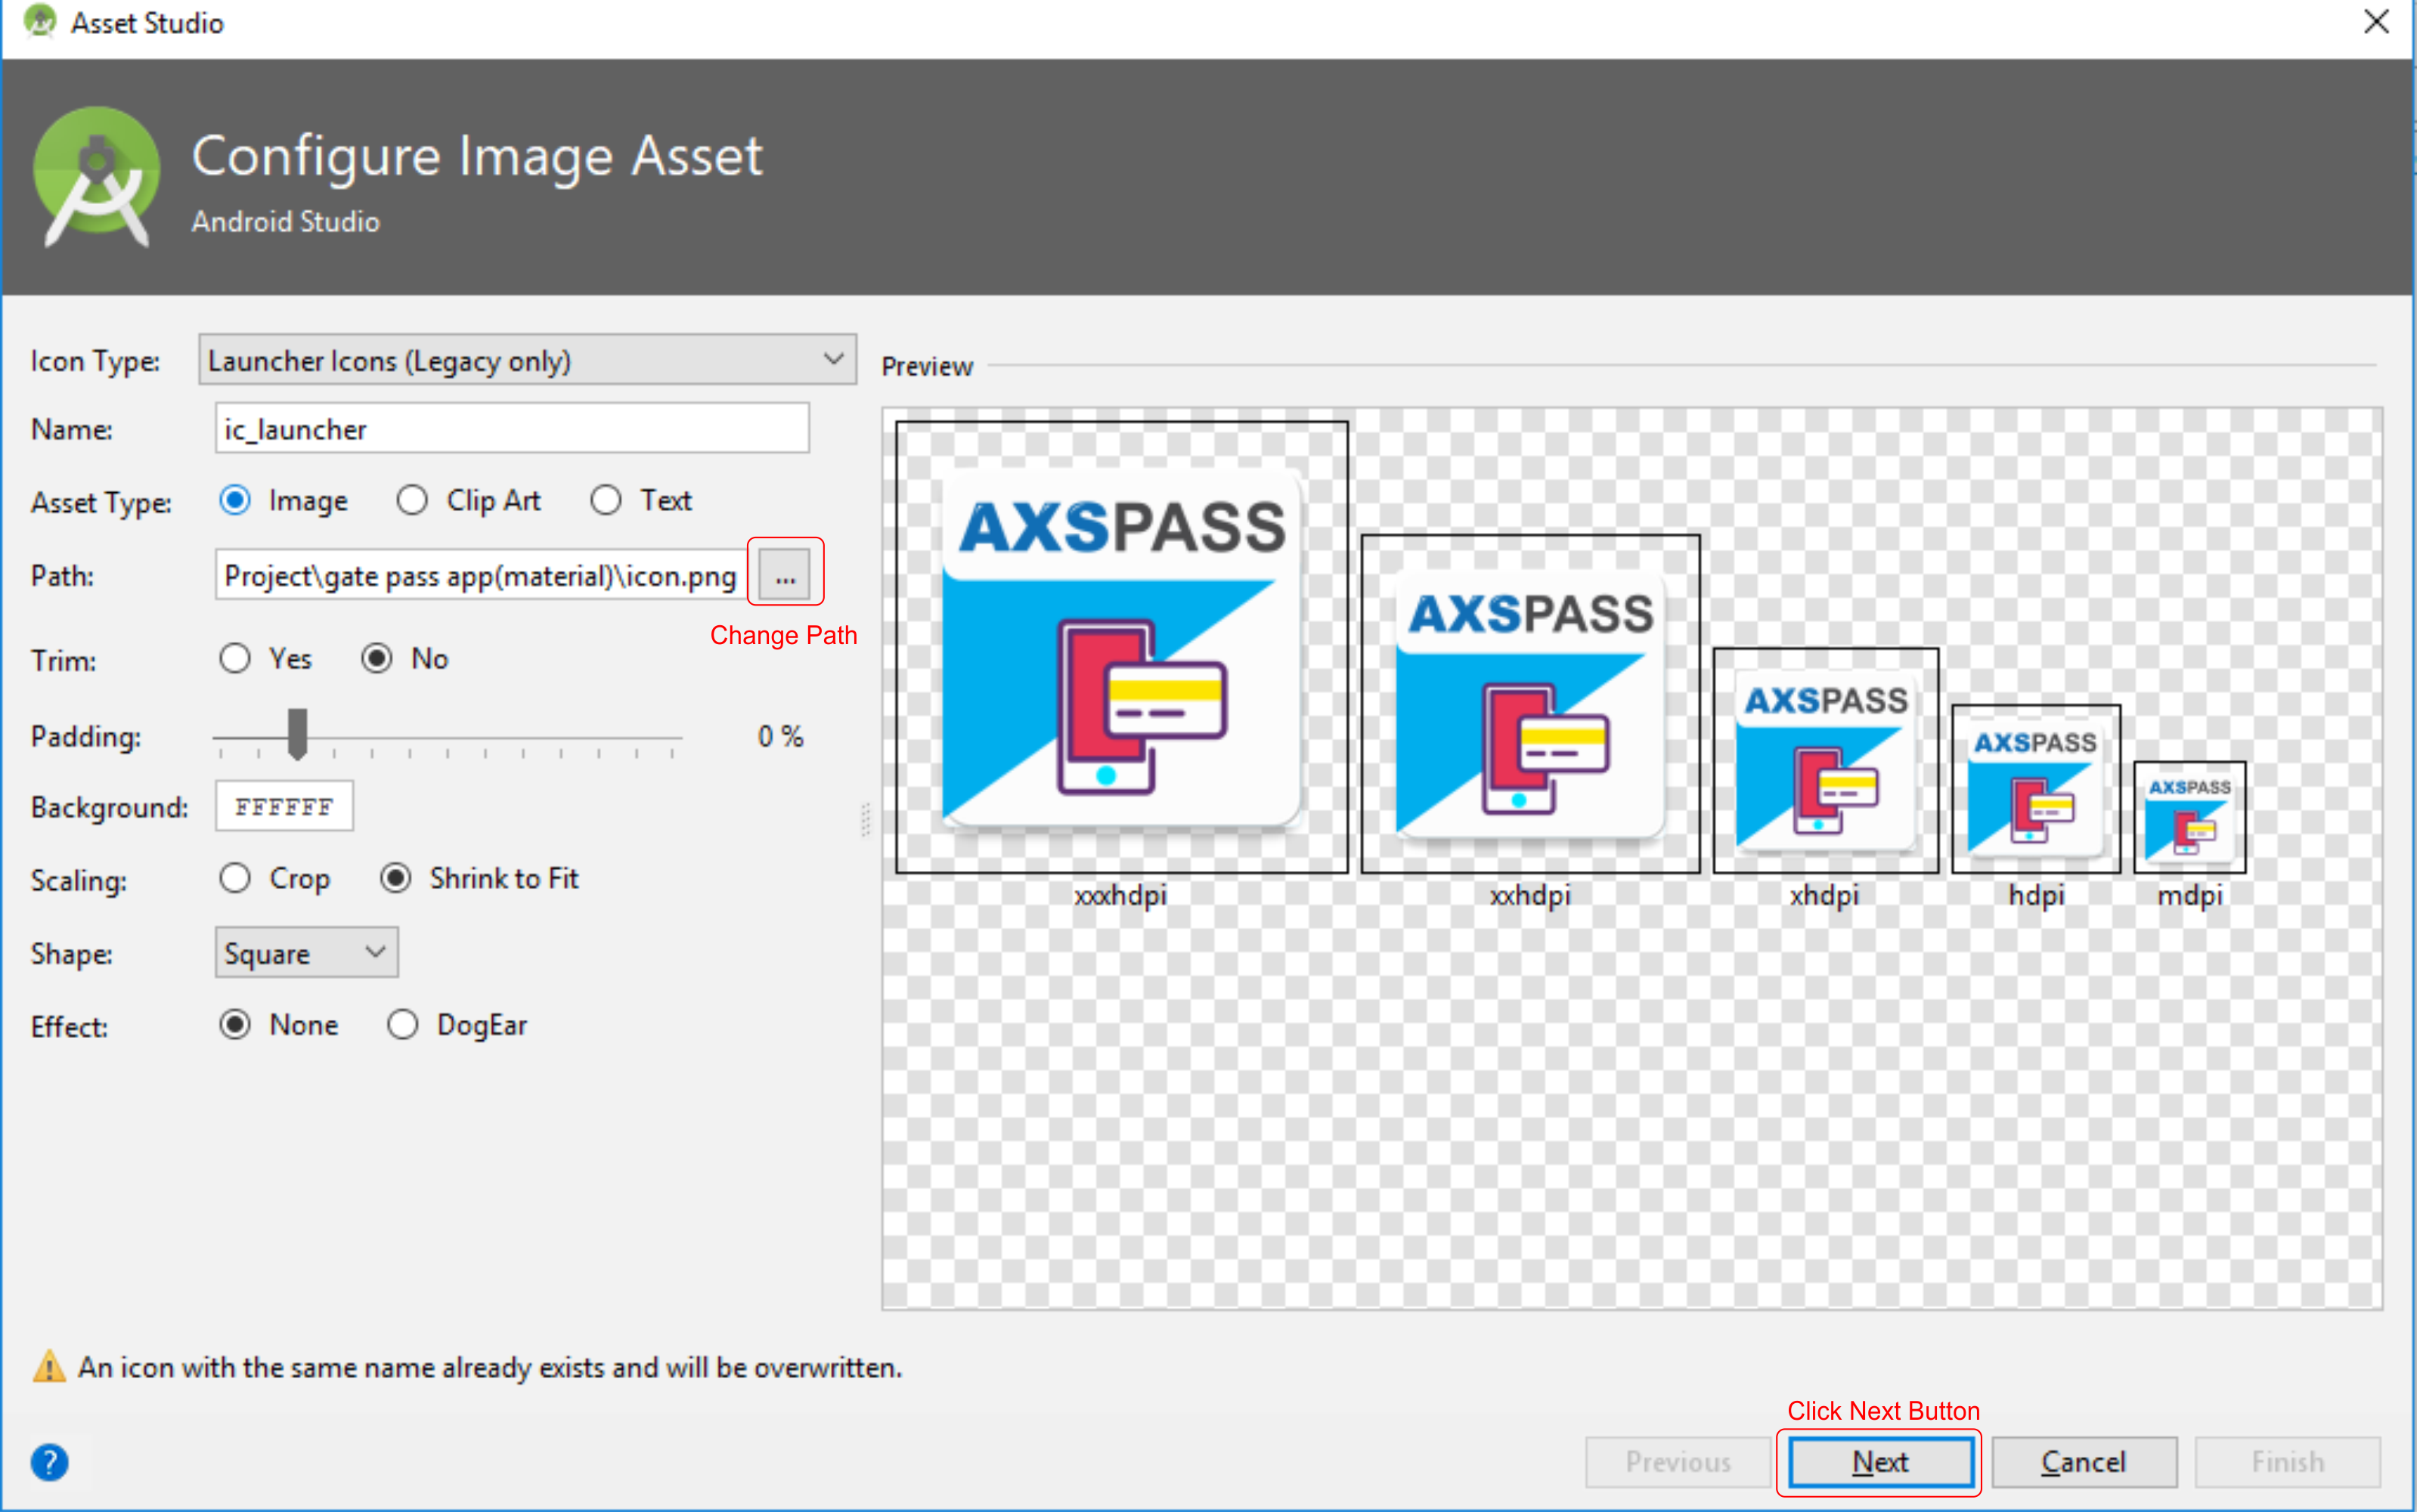 Asset Studio
Configure Image Asset
Android Studio
Icon Type: Launcher Icons (Legacy only)
Name: ic_launcher
Asset Type: Image Clip Art Text
Path: Project\gate pass app(material)\icon.png ...
Change Path
Trim: Yes No
Padding: 0 %
Background: FFFFFF
Scaling: Crop Shrink to Fit
Shape: Square
Effect: None DogEar
Preview
AXSPASS
AXSPASS
AXSPASS
AXSPASS
AXSPASS
xxxhdpi xxhdpi xhdpi hdpi mdpi
An icon with the same name already exists and will be overwritten.
Click Next Button
? Previous Next Cancel Finish